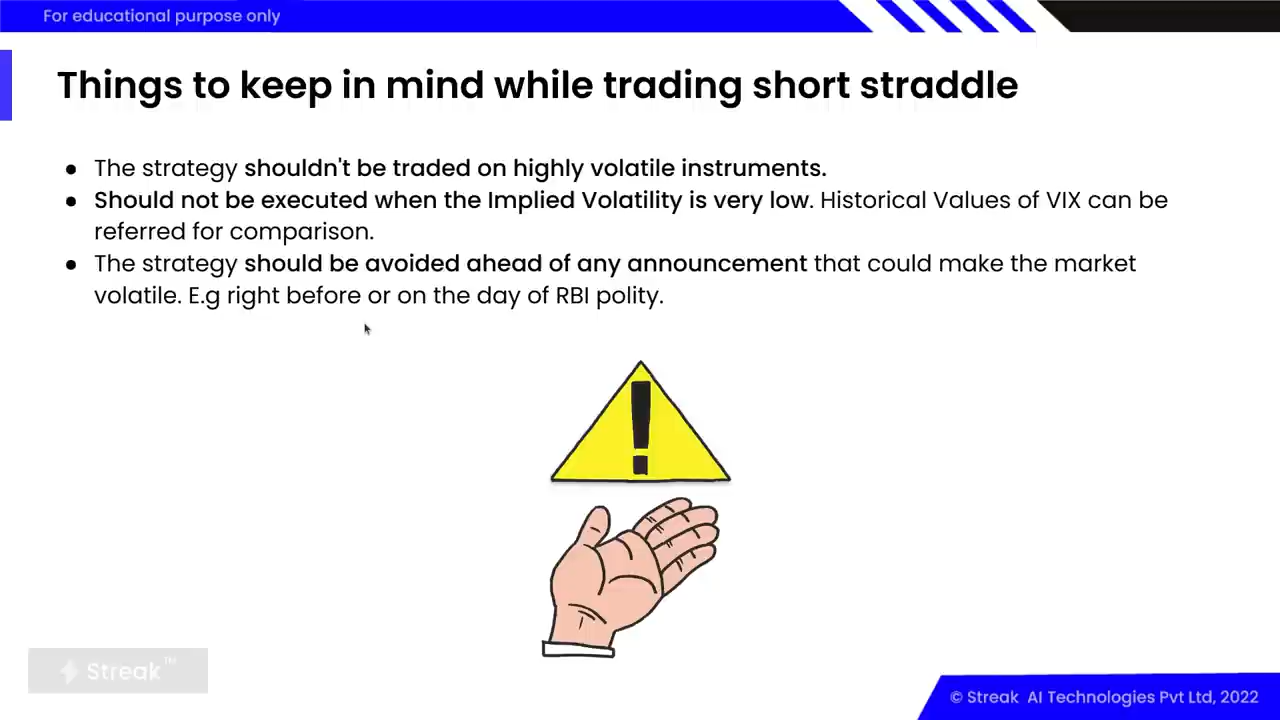 For educational purpose only
Things to keep in mind while trading short straddle
● The strategy shouldn't be traded on highly volatile instruments.
● Should not be executed when the Implied Volatility is very low. Historical Values of VIX can be
referred for comparison.
● The strategy should be avoided ahead of any announcement that could make the market
volatile. E.g right before or on the day of RBI polity.
Streak™
© Streak AI Technologies Pvt Ltd, 2022